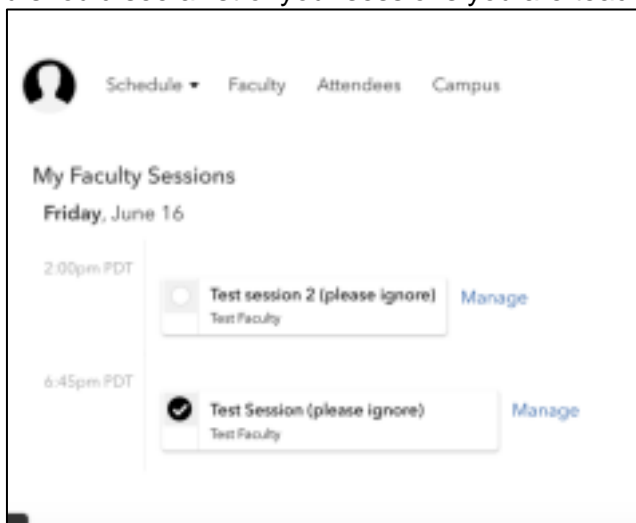 Schedule Faculty Attendees Campus
My Faculty Sessions
Friday, June 16
2:00pm PDT
Test session 2 (please ignore) Manage
Test Faculty
6:45pm PDT
Test Session (please ignore) Manage
Test Faculty